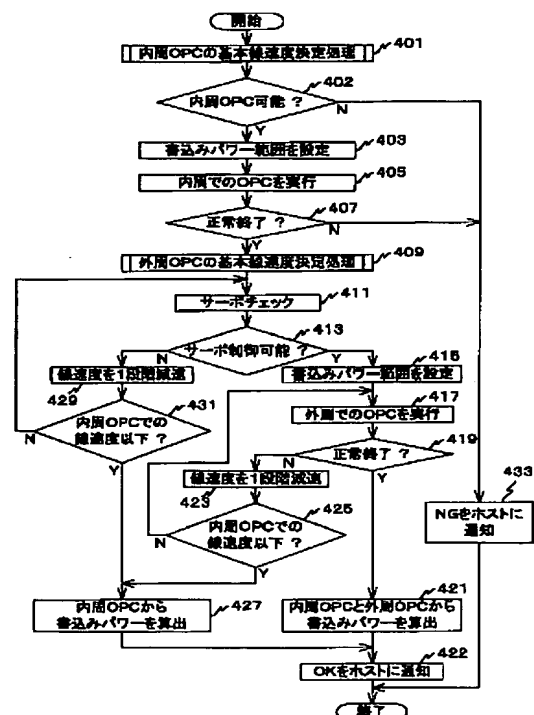 開始
内周OPCの基本線速度決定処理
401
402
内周OPC可能 ?
N
Y
書込みパワー範囲を設定
403
内周でのOPCを実行
405
407
正常終了 ?
N
Y
外周OPCの基本線速度決定処理
409
サーボチェック
411
413
サーボ制御可能 ?
N
Y
線速度を1段階減速
429
書込みパワー範囲を設定
415
431
内周OPCでの
線速度以下 ?
N
Y
外周でのOPCを実行
417
419
正常終了 ?
N
Y
線速度を1段階減速
423
425
内周OPCでの
線速度以下 ?
N
Y
433
NGをホストに
通知
内周OPCから
書込みパワーを算出
427
421
内周OPCと外周OPCから
書込みパワーを算出
422
OKをホストに通知
終了